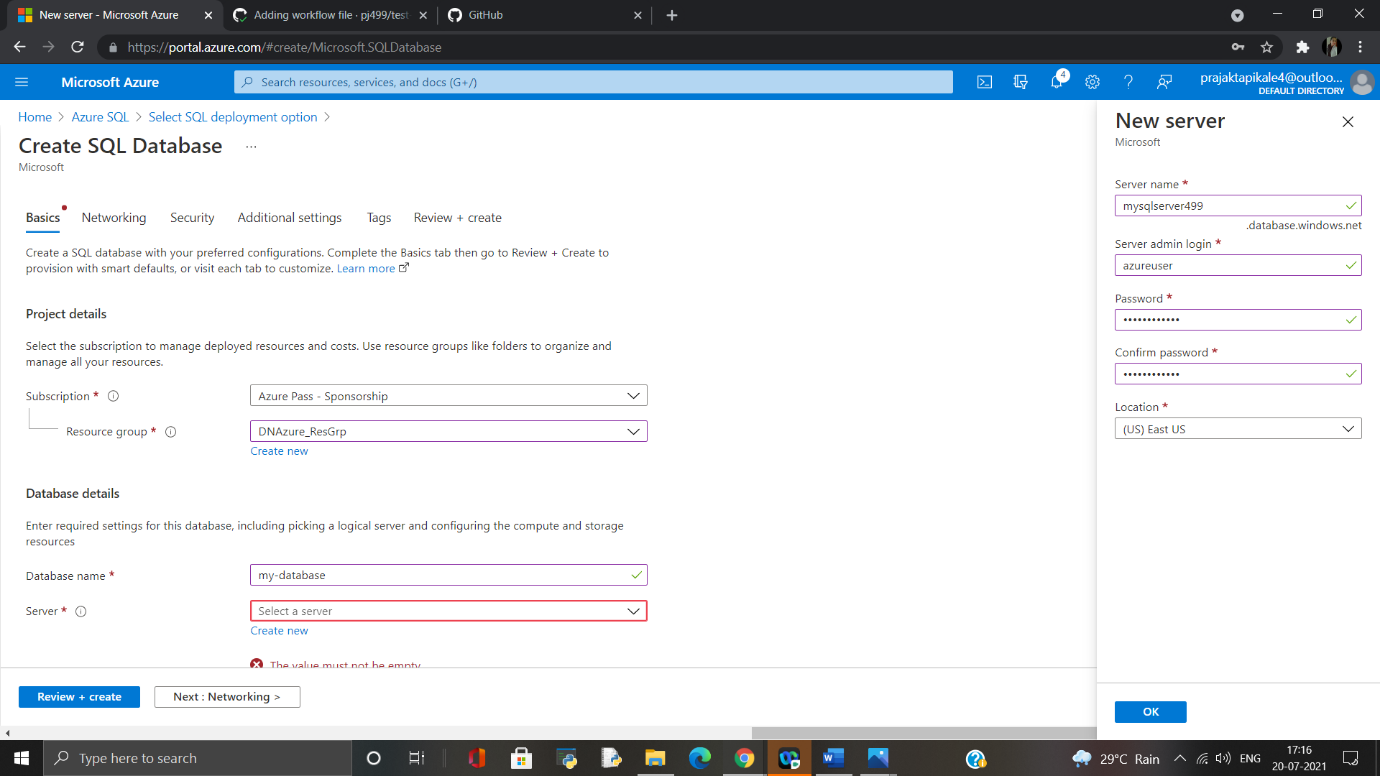 New server - Microsoft Azure
Adding workflow file · pj499/test
GitHub
https://portal.azure.com/#create/Microsoft.SQLDatabase
Microsoft Azure
Search resources, services, and docs (G+/)
4
prajaktapikale4@outloo...
DEFAULT DIRECTORY
Home > Azure SQL > Select SQL deployment option >
Create SQL Database ...
Microsoft
Basics Networking Security Additional settings Tags Review + create
Create a SQL database with your preferred configurations. Complete the Basics tab then go to Review + Create to
provision with smart defaults, or visit each tab to customize. Learn more
Project details
Select the subscription to manage deployed resources and costs. Use resource groups like folders to organize and
manage all your resources.
Subscription *
Azure Pass - Sponsorship
Resource group *
DNAzure_ResGrp
Create new
Database details
Enter required settings for this database, including picking a logical server and configuring the compute and storage
resources
Database name *
my-database
Server *
Select a server
Create new
The value must not be empty
Review + create
Next : Networking >
New server
Microsoft
Server name *
mysqlserver499
.database.windows.net
Server admin login *
azureuser
Password *
••••••••••••
Confirm password *
••••••••••••
Location *
(US) East US
OK
Type here to search
29°C Rain
ENG
17:16
20-07-2021